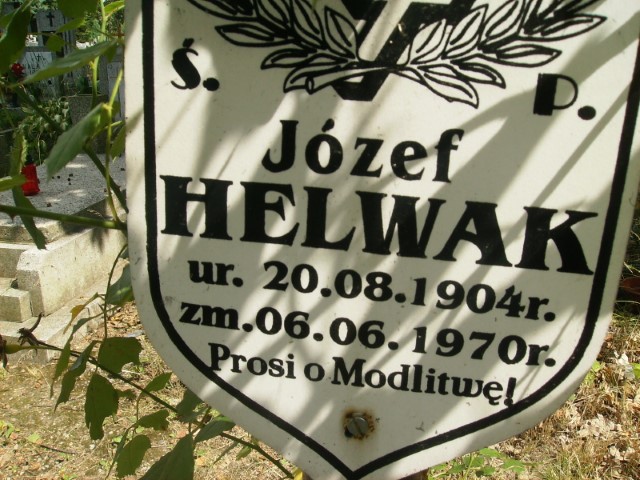 Ś. P.
Józef
HELWAK
ur. 20.08.1904r.
zm.06.06.1970r.
Prosi o Modlitwę!